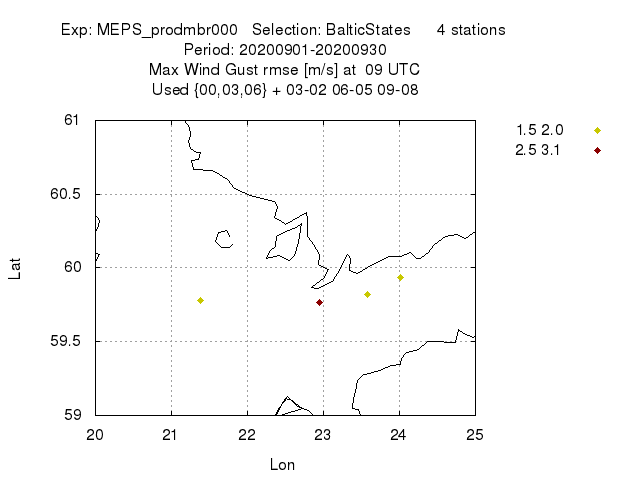 Exp: MEPS_prodmbr000   Selection: BalticStates      4 stations
Period: 20200901-20200930
Max Wind Gust rmse [m/s] at  09 UTC
Used {00,03,06} + 03-02 06-05 09-08
1.5 2.0
2.5 3.1
61
60.5
60
59.5
59
Lat
20 21 22 23 24 25
Lon